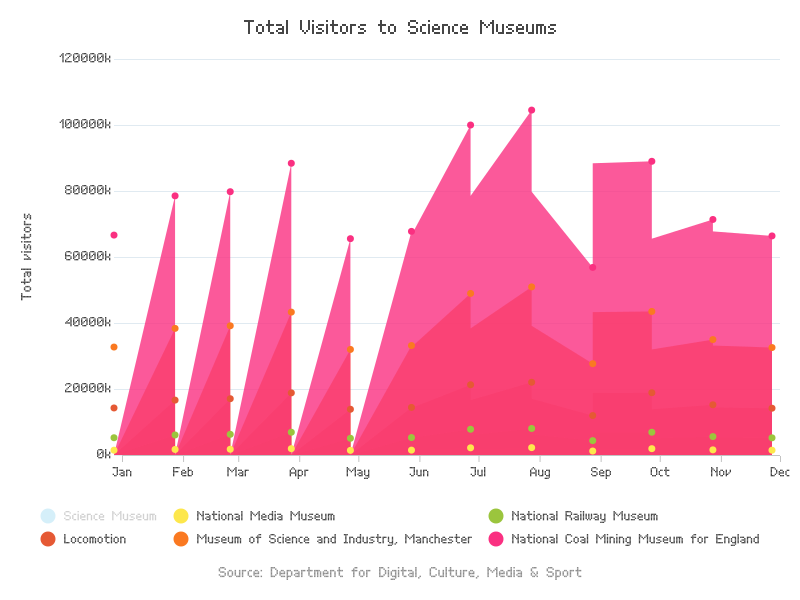 Total Visitors to Science Museums
120000k
100000k
80000k
60000k
40000k
20000k
0k
Total visitors
Jan Feb Mar Apr May Jun Jul Aug Sep Oct Nov Dec
Science Museum National Media Museum National Railway Museum
Locomotion Museum of Science and Industry, Manchester National Coal Mining Museum for England
Source: Department for Digital, Culture, Media & Sport